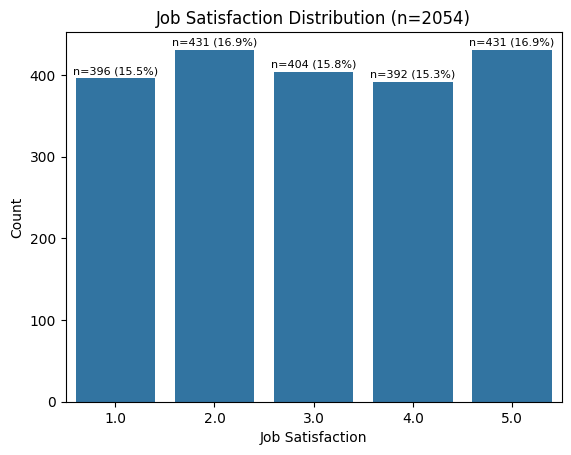 Job Satisfaction Distribution (n=2054)
n=396 (15.5%)
n=431 (16.9%)
n=404 (15.8%)
n=392 (15.3%)
n=431 (16.9%)
400
300
200
100
0
Count
1.0 2.0 3.0 4.0 5.0
Job Satisfaction